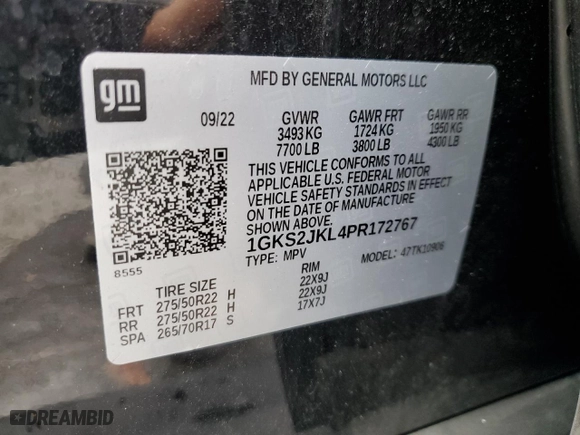 gm
MFD BY GENERAL MOTORS LLC
09/22 GVWR GAWR FRT GAWR RR
3493 KG 1724 KG 1950 KG
7700 LB 3800 LB 4300 LB
THIS VEHICLE CONFORMS TO ALL
APPLICABLE U.S. FEDERAL MOTOR
VEHICLE SAFETY STANDARDS IN EFFECT
ON THE DATE OF MANUFACTURE
SHOWN ABOVE.
1GKS2JKL4PR172767
TYPE: MPV MODEL: 47TK10906
8555
TIRE SIZE RIM
FRT 275/50R22 H 22X9J
RR 275/50R22 H 22X9J
SPA 265/70R17 S 17X7J
DREAMBID